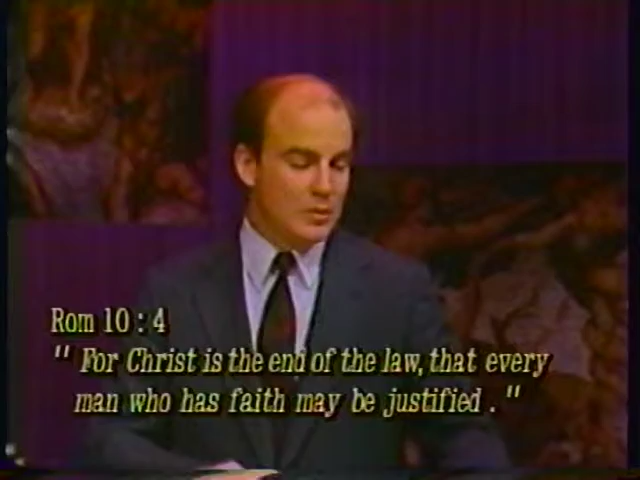 Rom 10 : 4
" For Christ is the end of the law, that every
man who has faith may be justified . "